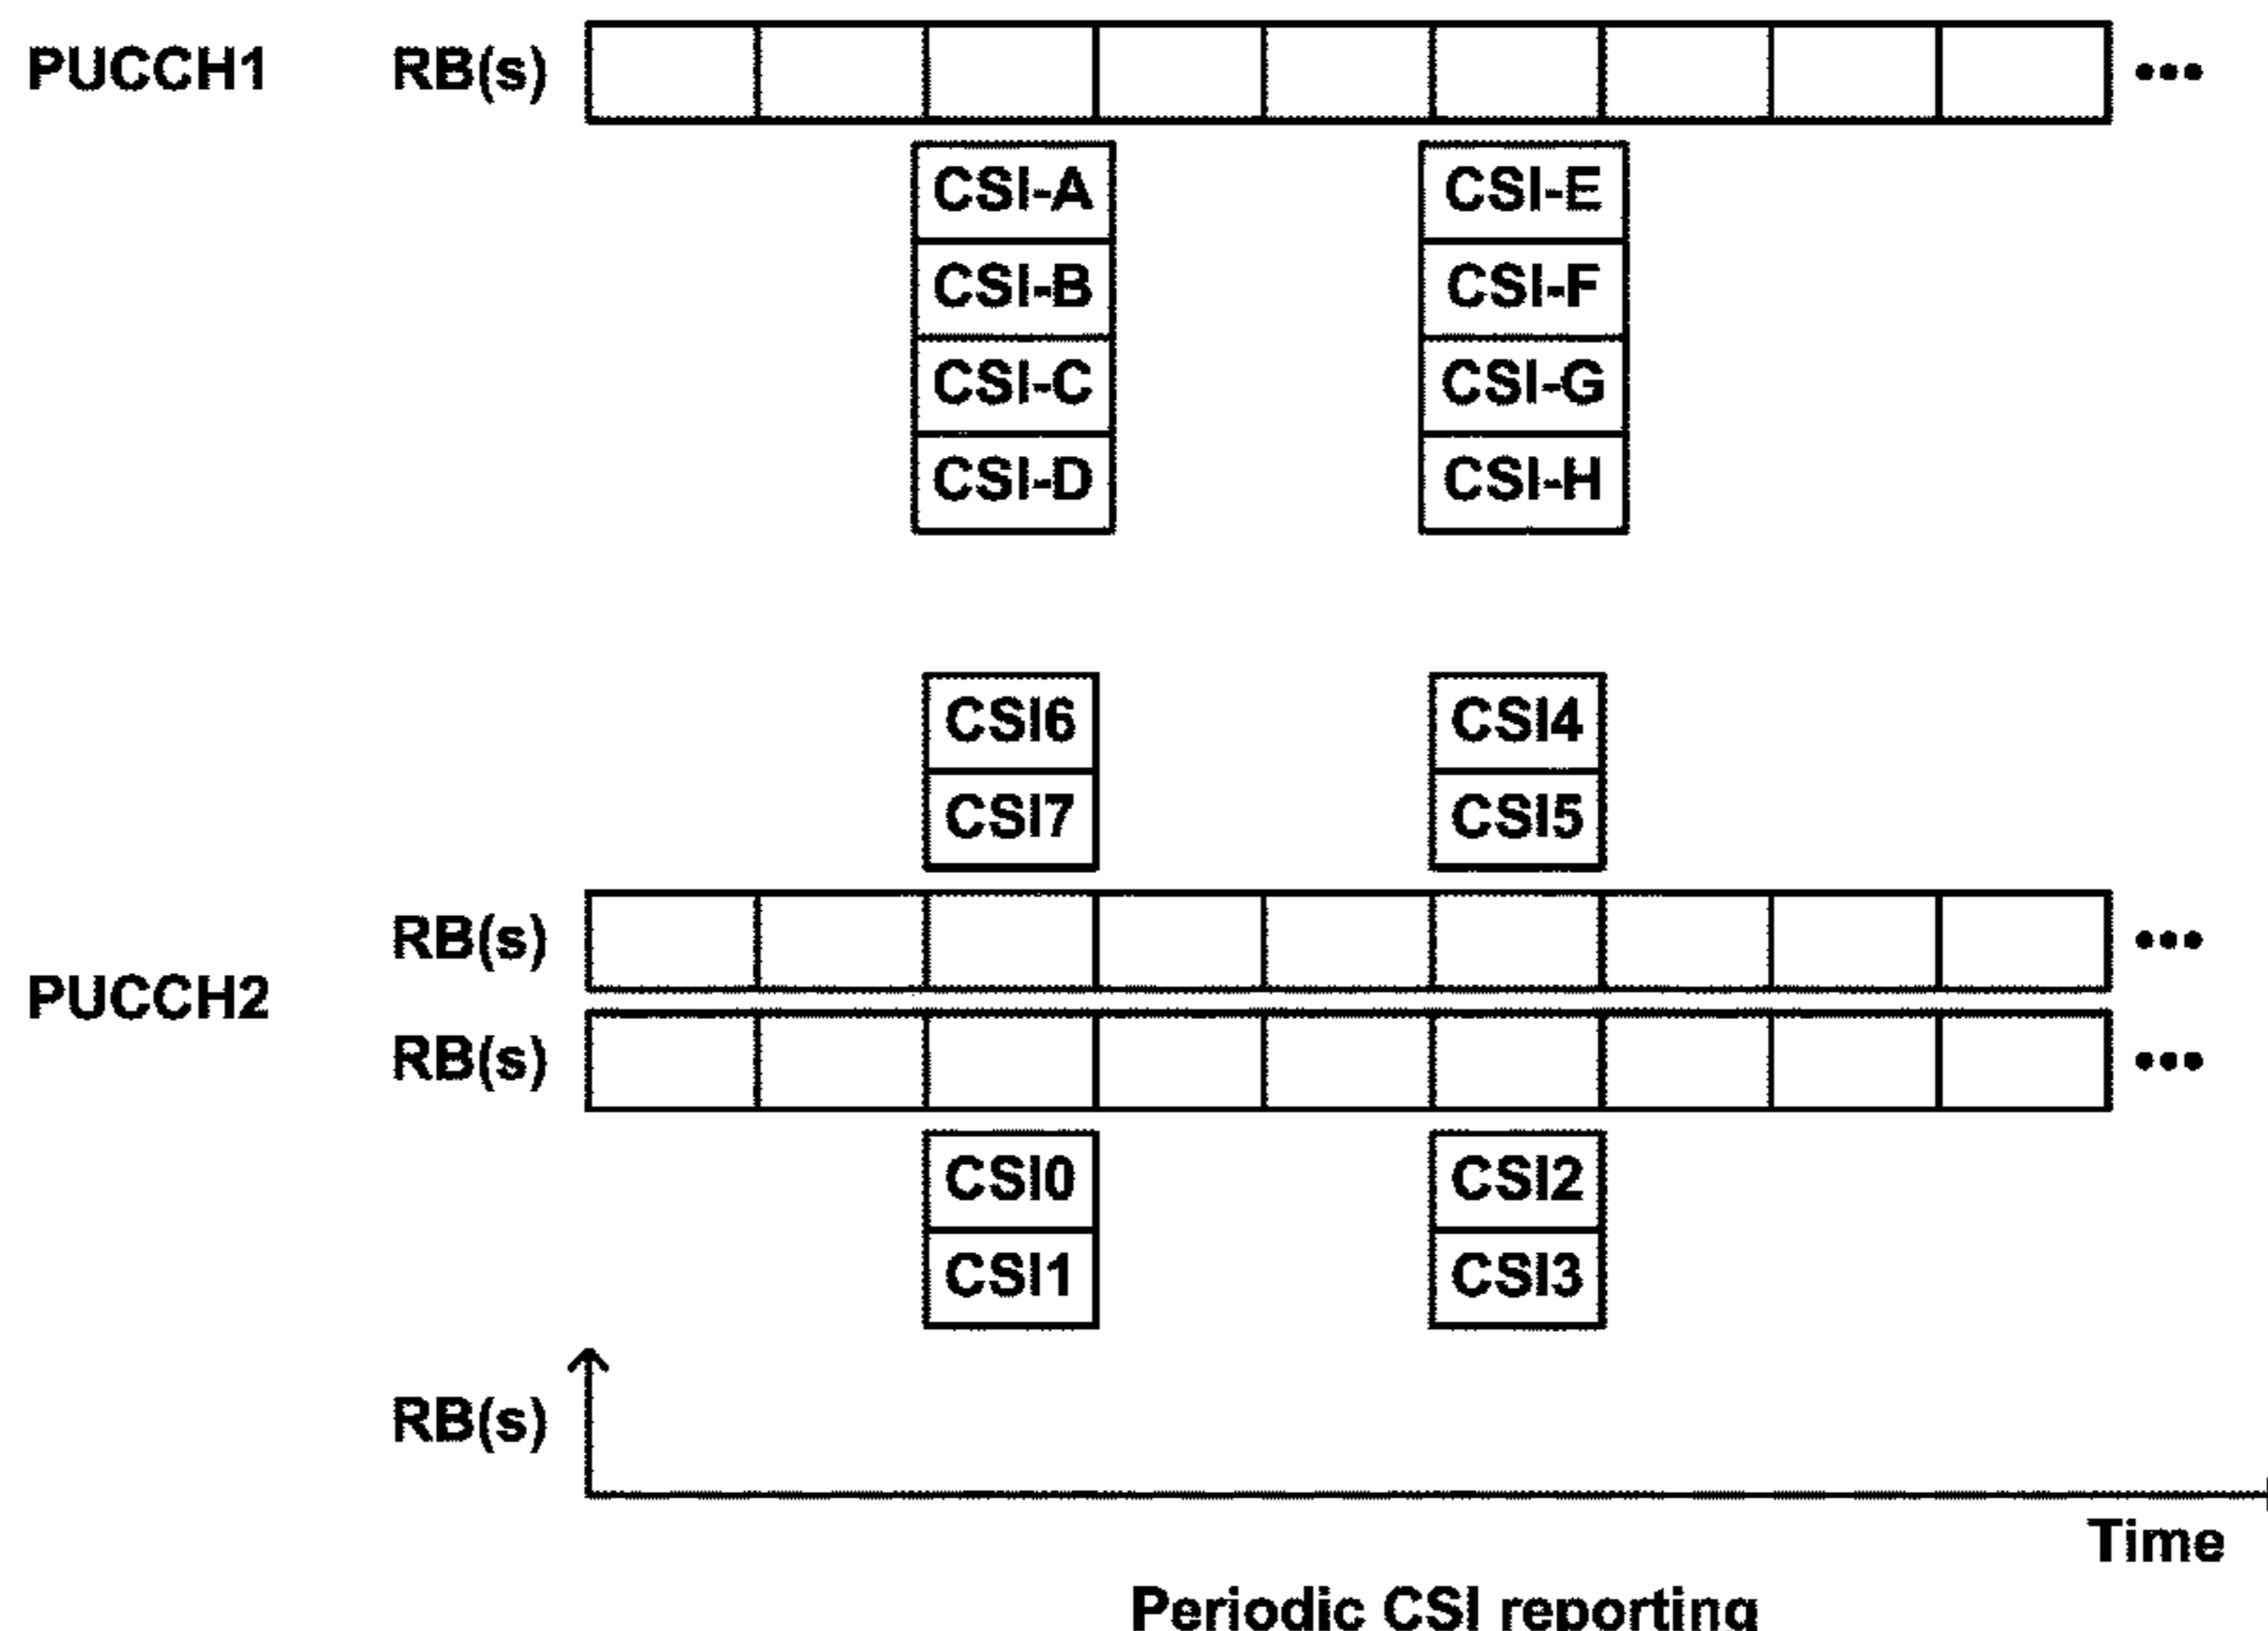 PUCCH1 RB(s) •••
CSI-A CSI-E
CSI-B CSI-F
CSI-C CSI-G
CSI-D CSI-H
CSI6 CSI4
CSI7 CSI5
RB(s) •••
PUCCH2
RB(s) •••
CSI0 CSI2
CSI1 CSI3
RB(s)
Time
Periodic CSI reporting